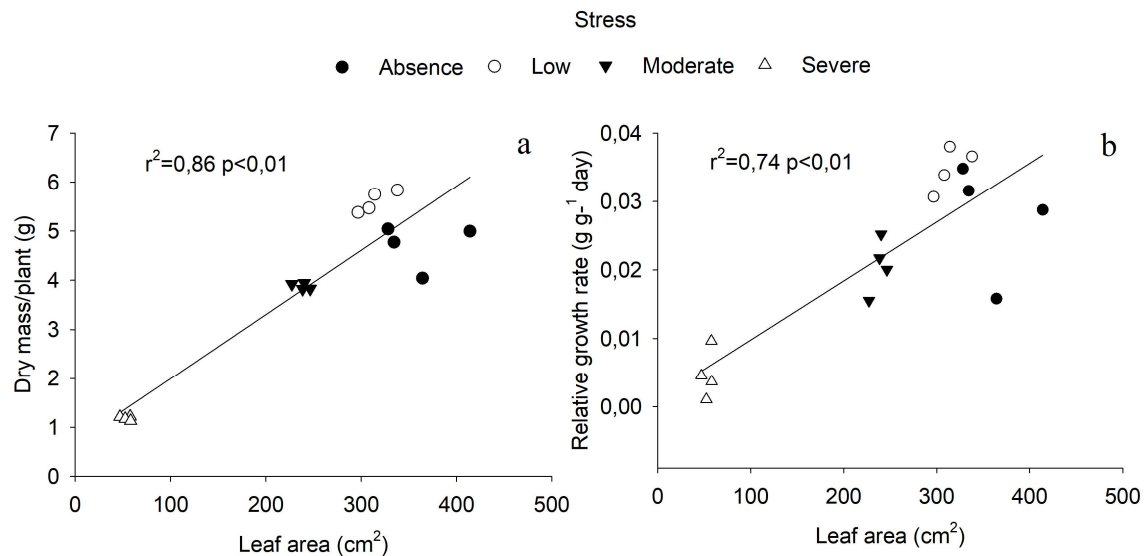 Stress
Absence Low Moderate Severe
a
r²=0,86 p<0,01
7
6
5
4
3
2
1
0
Dry mass/plant (g)
0 100 200 300 400 500
Leaf area (cm²)
b
r²=0,74 p<0,01
0,04
0,03
0,02
0,01
0,00
Relative growth rate (g g-¹ day)
0 100 200 300 400 500
Leaf area (cm²)